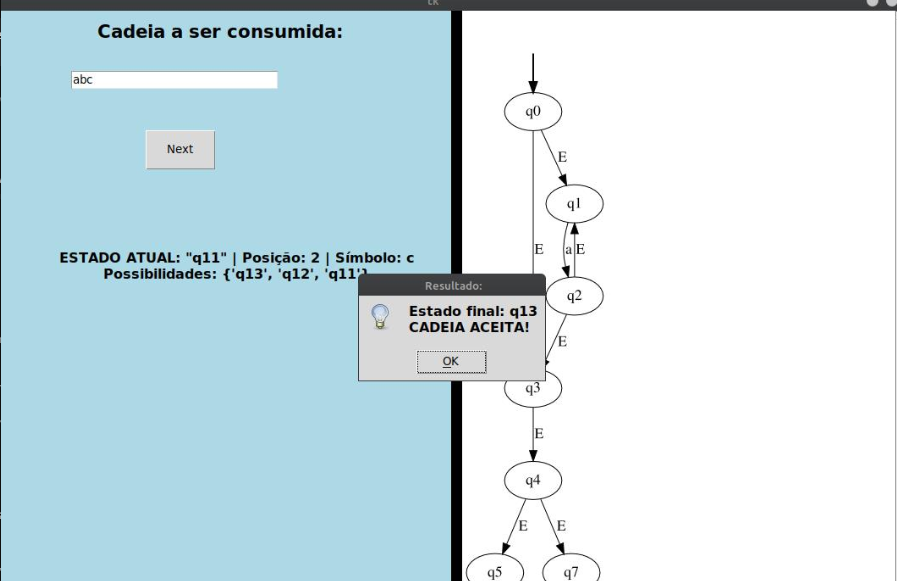 tk
Cadeia a ser consumida:
abc
Next
ESTADO ATUAL: "q11" | Posição: 2 | Símbolo: c
Possibilidades: {'q13', 'q12', 'q11'}
Resultado:
Estado final: q13
CADEIA ACEITA!
OK
q0
E
q1
E
a
E
q2
E
q3
E
q4
E
E
q5
q7